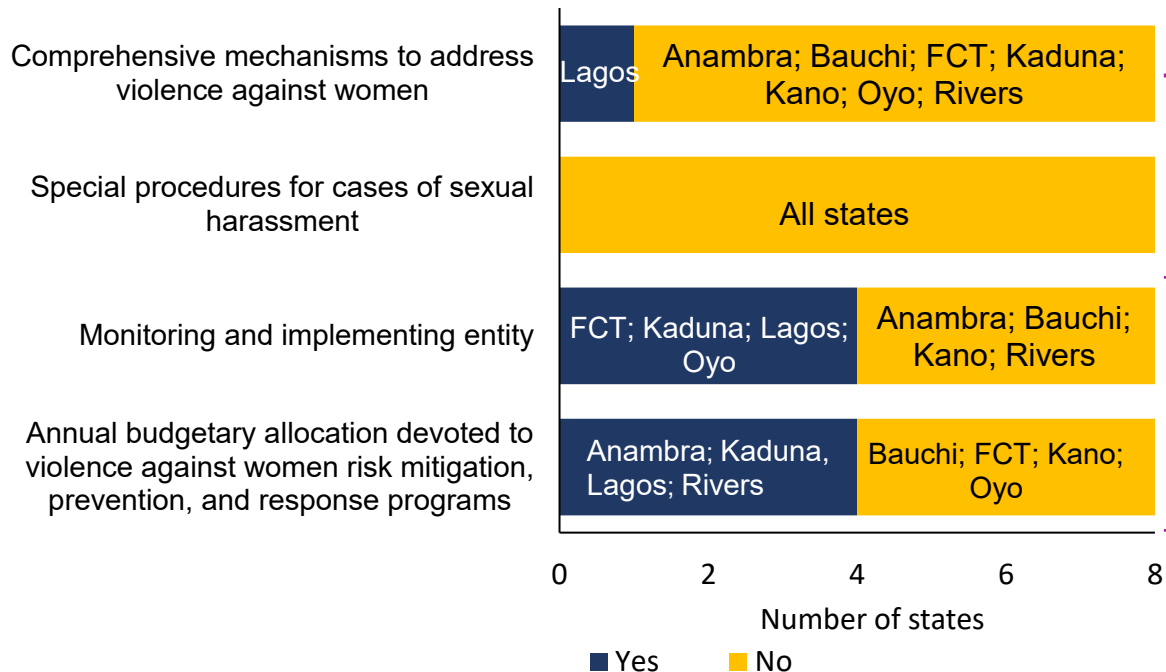 Comprehensive mechanisms to address
violence against women
Lagos
Anambra; Bauchi; FCT; Kaduna;
Kano; Oyo; Rivers
Special procedures for cases of sexual
harassment
All states
Monitoring and implementing entity
FCT; Kaduna; Lagos;
Oyo
Anambra; Bauchi;
Kano; Rivers
Annual budgetary allocation devoted to
violence against women risk mitigation,
prevention, and response programs
Anambra; Kaduna,
Lagos; Rivers
Bauchi; FCT; Kano;
Oyo
0 2 4 6 8
Number of states
Yes No